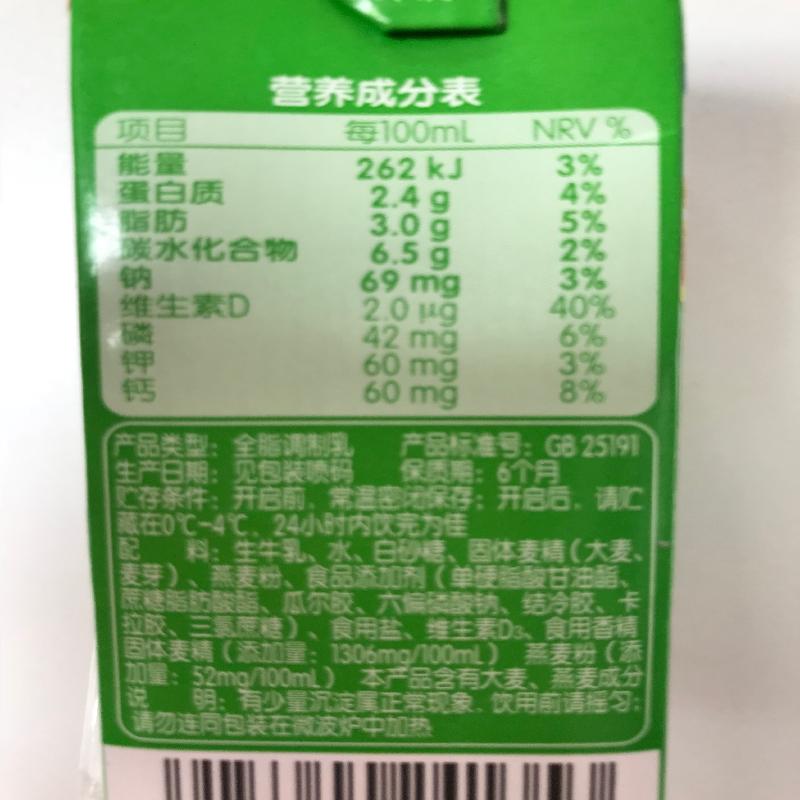 营养成分表
项目 每100mL NRV %
能量 262 kJ 3%
蛋白质 2.4 g 4%
脂肪 3.0 g 5%
碳水化合物 6.5 g 2%
钠 69 mg 3%
维生素D 2.0 μg 40%
磷 42 mg 6%
钾 60 mg 3%
钙 60 mg 8%
产品类型：全脂调制乳 产品标准号：GB 25191
生产日期：见包装喷码 保质期：6个月
贮存条件：开启前，常温密闭保存；开启后，请贮
藏在0℃-4℃，24小时内饮完为佳
配 料：生牛乳、水、白砂糖、固体麦精（大麦、
麦芽）、燕麦粉、食品添加剂（单硬脂酸甘油酯、
蔗糖脂肪酸酯、瓜尔胶、六偏磷酸钠、结冷胶、卡
拉胶、三氯蔗糖）、食用盐、维生素D₃、食用香精
固体麦精（添加量：1306mg/100mL） 燕麦粉（添
加量：52mg/100mL） 本产品含有大麦、燕麦成分
说 明：有少量沉淀属正常现象，饮用前请摇匀；
请勿连同包装在微波炉中加热